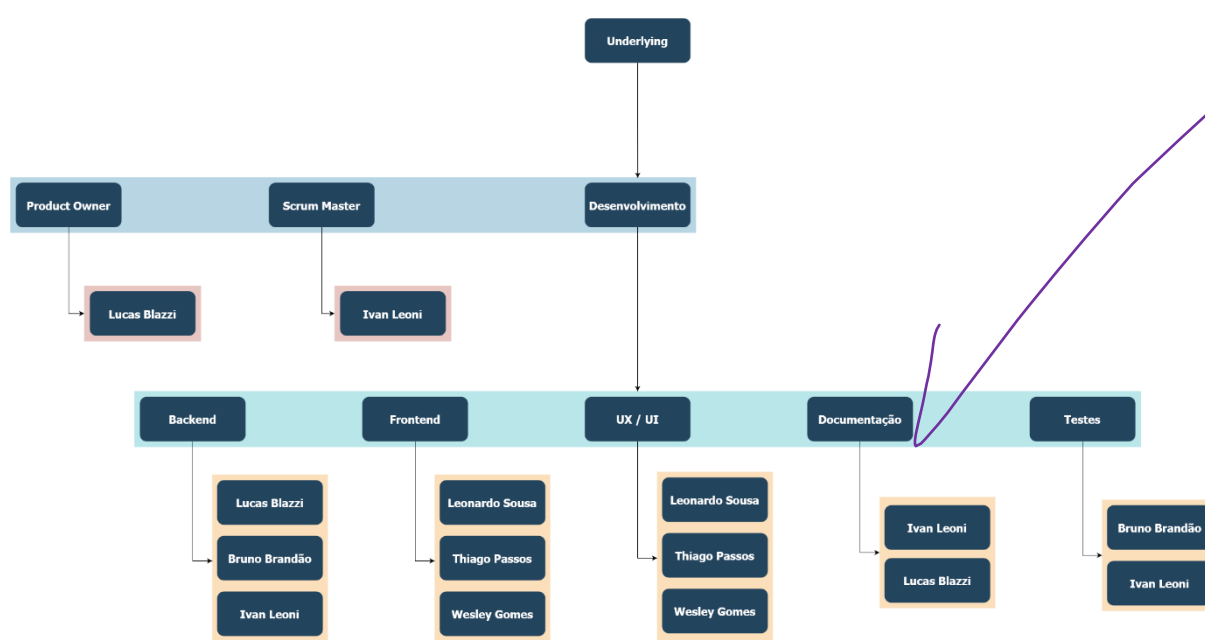 Underlying
Product Owner
Scrum Master
Desenvolvimento
Lucas Blazzi
Ivan Leoni
Backend
Frontend
UX / UI
Documentação
Testes
Lucas Blazzi
Bruno Brandão
Ivan Leoni
Leonardo Sousa
Thiago Passos
Wesley Gomes
Leonardo Sousa
Thiago Passos
Wesley Gomes
Ivan Leoni
Lucas Blazzi
Bruno Brandão
Ivan Leoni